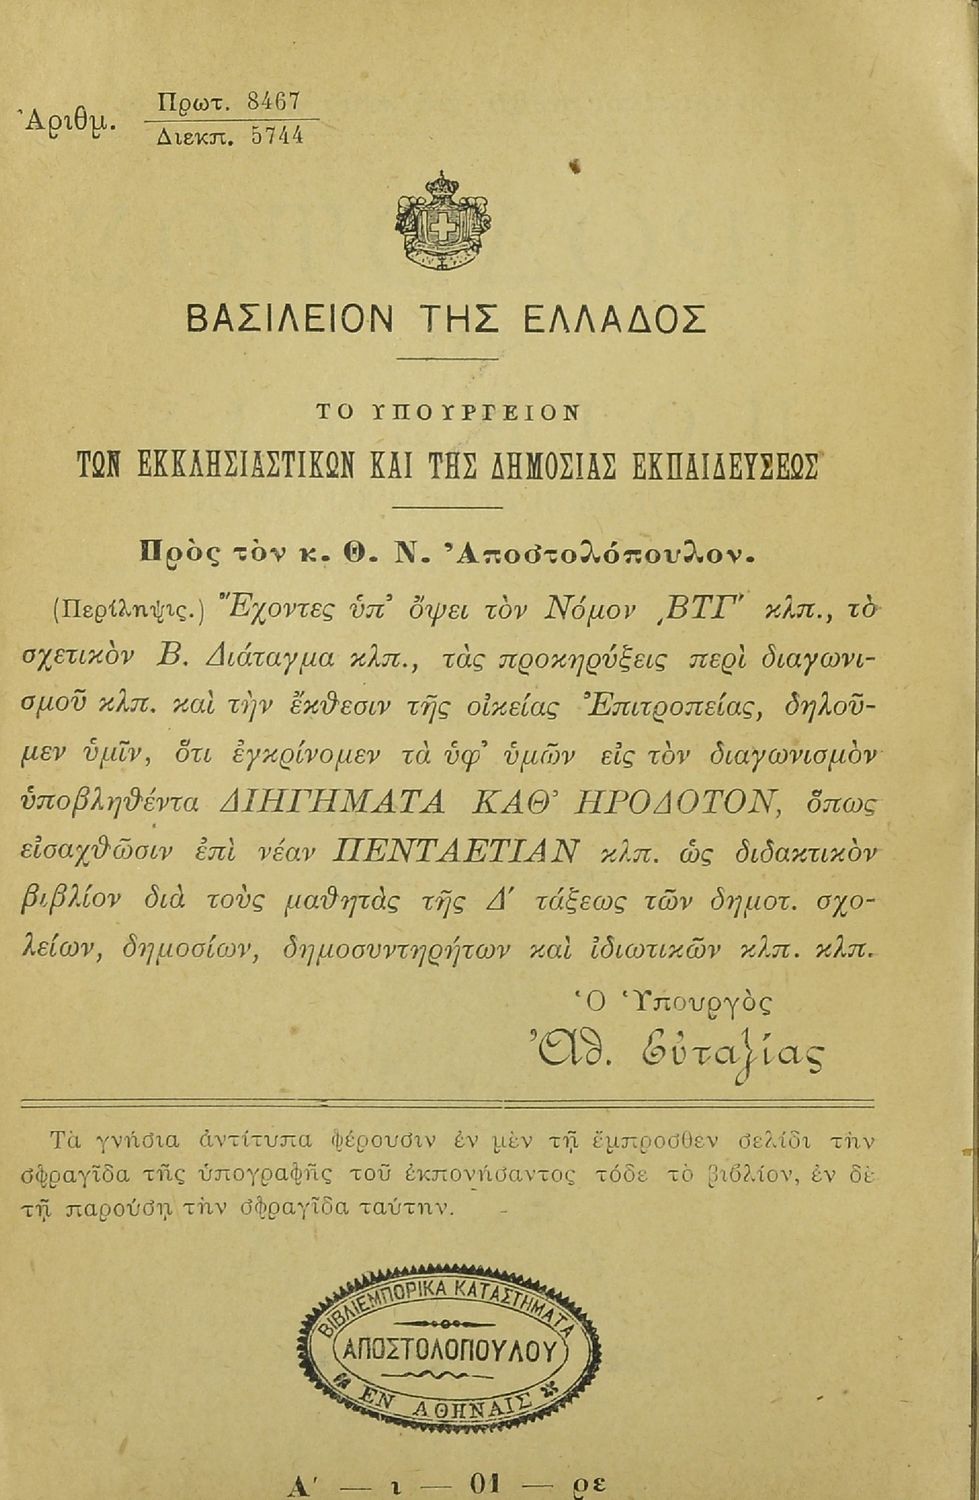 Ἀριθμ. Πρωτ. 8467
Διεκπ. 5744
ΒΑΣΙΛΕΙΟΝ ΤΗΣ ΕΛΛΑΔΟΣ
ΤΟ ΥΠΟΥΡΓΕΙΟΝ
ΤΩΝ ΕΚΚΛΗΣΙΑΣΤΙΚΩΝ ΚΑΙ ΤΗΣ ΔΗΜΟΣΙΑΣ ΕΚΠΑΙΔΕΥΣΕΩΣ
Πρὸς τὸν κ. Θ. Ν. Ἀποστολόπουλον.
(Περίληψις.) Ἔχοντες ὑπ' ὄψει τὸν Νόμον ͵ΒΤΓʹ κλπ., τὸ
σχετικὸν Β. Διάταγμα κλπ., τὰς προκηρύξεις περὶ διαγωνι-
σμοῦ κλπ. καὶ τὴν ἔκθεσιν τῆς οἰκείας Ἐπιτροπείας, δηλοῦ-
μεν ὑμῖν, ὅτι ἐγκρίνομεν τὰ ὑφ' ὑμῶν εἰς τὸν διαγωνισμὸν
ὑποβληθέντα ΔΙΗΓΗΜΑΤΑ ΚΑΘ' ΗΡΟΔΟΤΟΝ, ὅπως
εἰσαχθῶσιν ἐπὶ νέαν ΠΕΝΤΑΕΤΙΑΝ κλπ. ὡς διδακτικὸν
βιβλίον διὰ τοὺς μαθητὰς τῆς Δ' τάξεως τῶν δημοτ. σχο-
λείων, δημοσίων, δημοσυντηρήτων καὶ ἰδιωτικῶν κλπ. κλπ.
Ὁ Ὑπουργὸς
Ἀθ. Εὐταξίας
Τὰ γνήσια ἀντίτυπα φέρουσιν ἐν μὲν τῇ ἔμπροσθεν σελίδι τὴν
σφραγῖδα τῆς ὑπογραφῆς τοῦ ἐκπονήσαντος τόδε τὸ βιβλίον, ἐν δὲ
τῇ παρούσῃ τὴν σφραγῖδα ταύτην.
ΒΙΒΛΙΕΜΠΟΡΙΚΑ ΚΑΤΑΣΤΗΜΑΤΑ
ΑΠΟΣΤΟΛΟΠΟΥΛΟΥ
ΕΝ ΑΘΗΝΑΙΣ
Α' — ι — 01 — ρε